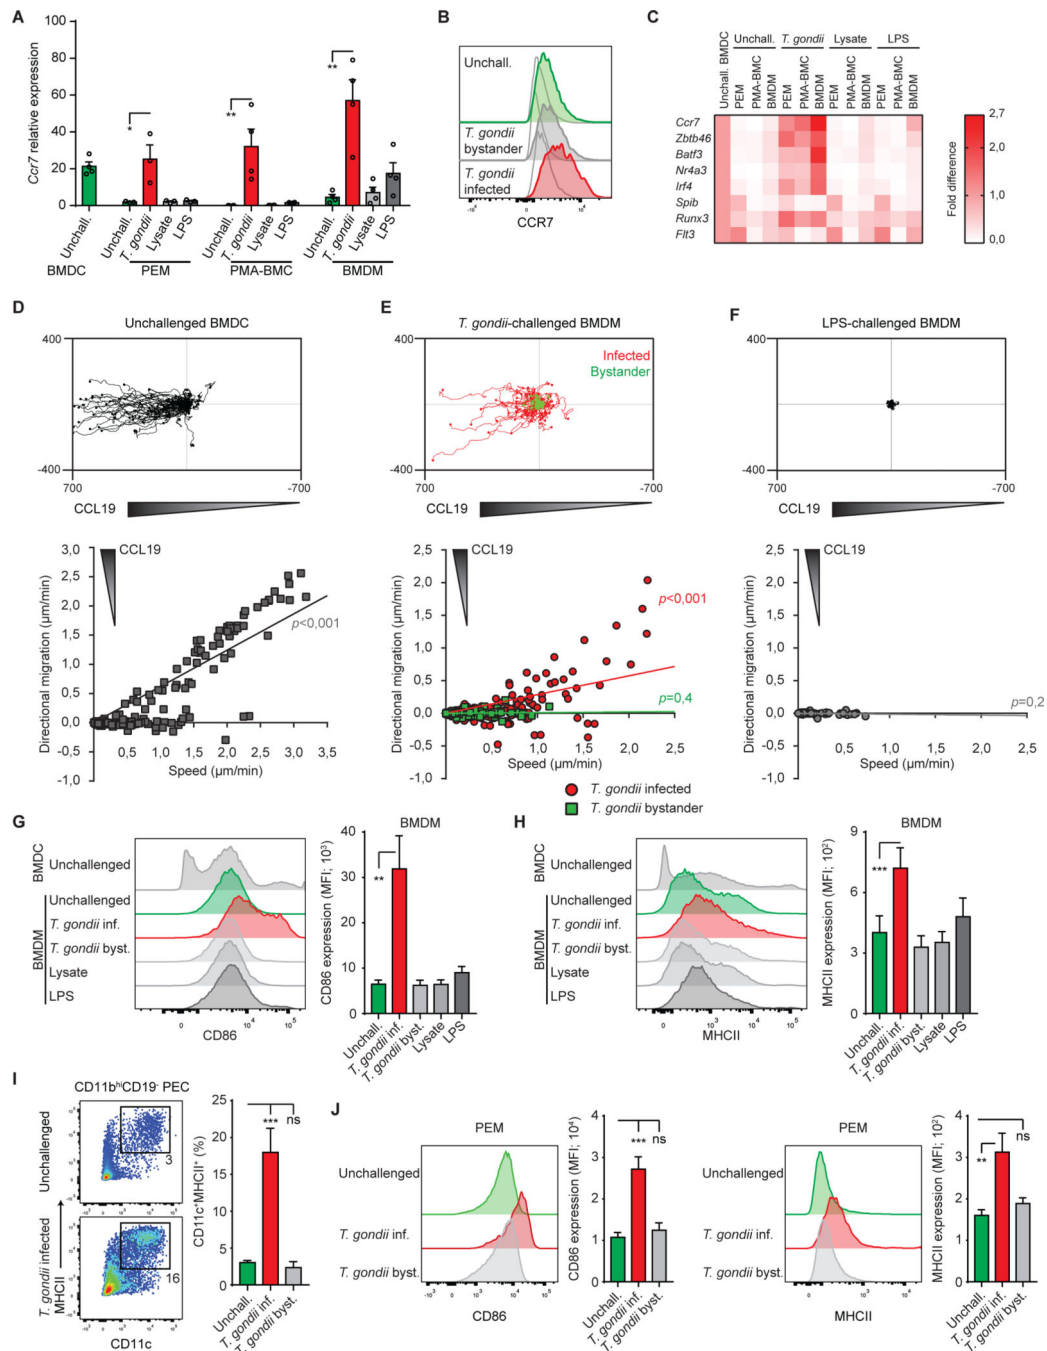 A
Ccr7 relative expression
100
80
60
40
20
0
*
**
**
Unchall.
Unchall.
T. gondii
Lysate
LPS
Unchall.
T. gondii
Lysate
LPS
Unchall.
T. gondii
Lysate
LPS
BMDC
PEM
PMA-BMC
BMDM
B
Unchall.
T. gondii
bystander
T. gondii
infected
0
10⁴
CCR7
C
Unchall.
T. gondii
Lysate
LPS
Unchall. BMDC
PEM
PMA-BMC
BMDM
PEM
PMA-BMC
BMDM
PEM
PMA-BMC
BMDM
PEM
PMA-BMC
BMDM
Ccr7
Zbtb46
Batf3
Nr4a3
Irf4
Spib
Runx3
Flt3
2,7
2,0
1,0
0,0
Fold difference
D
Unchallenged BMDC
400
-400
700
-700
CCL19
3,0
2,5
2,0
1,5
1,0
0,5
0,0
-0,5
-1,0
Directional migration (µm/min)
CCL19
p<0,001
0,5
1,0
1,5
2,0
2,5
3,0
3,5
Speed (µm/min)
E
T. gondii-challenged BMDM
Infected
Bystander
400
-400
700
-700
CCL19
2,5
2,0
1,5
1,0
0,5
0,0
-0,5
-1,0
Directional migration (µm/min)
CCL19
p<0,001
p=0,4
0,5
1,0
1,5
2,0
2,5
Speed (µm/min)
T. gondii infected
T. gondii bystander
F
LPS-challenged BMDM
400
-400
700
-700
CCL19
2,5
2,0
1,5
1,0
0,5
0,0
-0,5
-1,0
Directional migration (µm/min)
CCL19
p=0,2
0,5
1,0
1,5
2,0
2,5
Speed (µm/min)
G
BMDC
Unchallenged
BMDM
Unchallenged
T. gondii inf.
T. gondii byst.
Lysate
LPS
0
10⁴
10⁵
CD86
BMDM
CD86 expression (MFI; 10³)
40
30
20
10
0
**
Unchall.
T. gondii inf.
T. gondii byst.
Lysate
LPS
H
BMDC
Unchallenged
BMDM
Unchallenged
T. gondii inf.
T. gondii byst.
Lysate
LPS
0
10³
10⁴
10⁵
MHCII
BMDM
MHCII expression (MFI; 10²)
9
6
3
0
***
Unchall.
T. gondii inf.
T. gondii byst.
Lysate
LPS
I
CD11bʰⁱCD19⁻ PEC
Unchallenged
3
T. gondii infected
16
MHCII
CD11c
CD11c⁺MHCII⁺ (%)
25
20
15
10
5
0
***
ns
Unchall.
T. gondii inf.
T. gondii byst.
J
PEM
Unchallenged
T. gondii inf.
T. gondii byst.
0
10³
10⁴
CD86
CD86 expression (MFI; 10⁴)
4
3
2
1
0
***
ns
Unchall.
T. gondii inf.
T. gondii byst.
PEM
Unchallenged
T. gondii inf.
T. gondii byst.
0
10³
10⁴
MHCII
MHCII expression (MFI; 10²)
4
3
2
1
0
**
ns
Unchall.
T. gondii inf.
T. gondii byst.